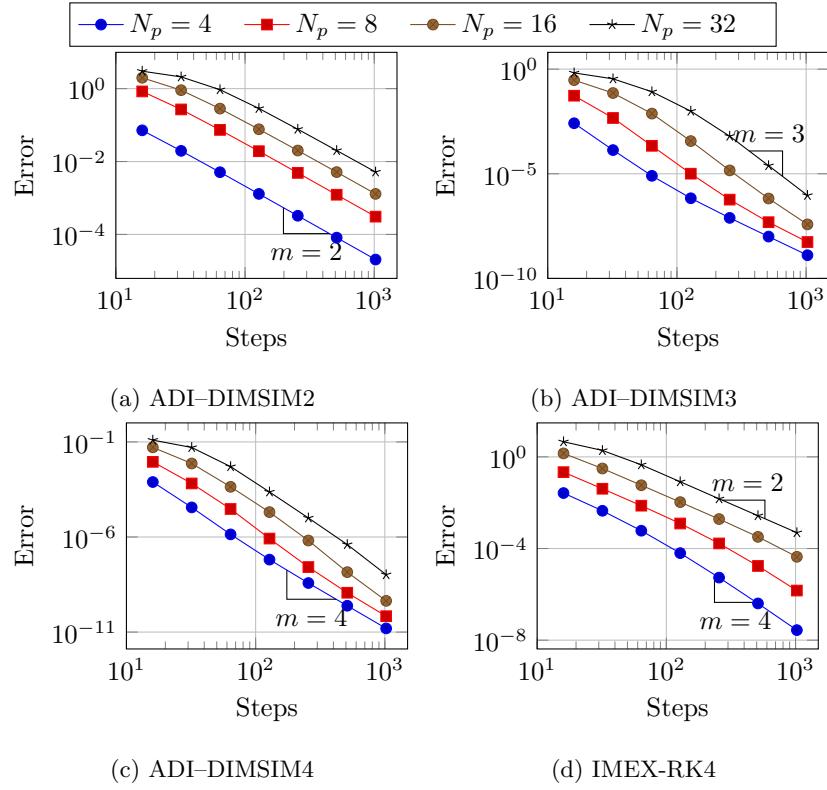 N_p = 4 N_p = 8 N_p = 16 N_p = 32
10^0
10^−2
10^−4
Error
m = 2
10^1 10^2 10^3
Steps
(a) ADI–DIMSIM2
10^0
10^−5
10^−10
Error
m = 3
10^1 10^2 10^3
Steps
(b) ADI–DIMSIM3
10^−1
10^−6
10^−11
Error
m = 4
10^1 10^2 10^3
Steps
(c) ADI–DIMSIM4
10^0
10^−4
10^−8
Error
m = 2
m = 4
10^1 10^2 10^3
Steps
(d) IMEX-RK4